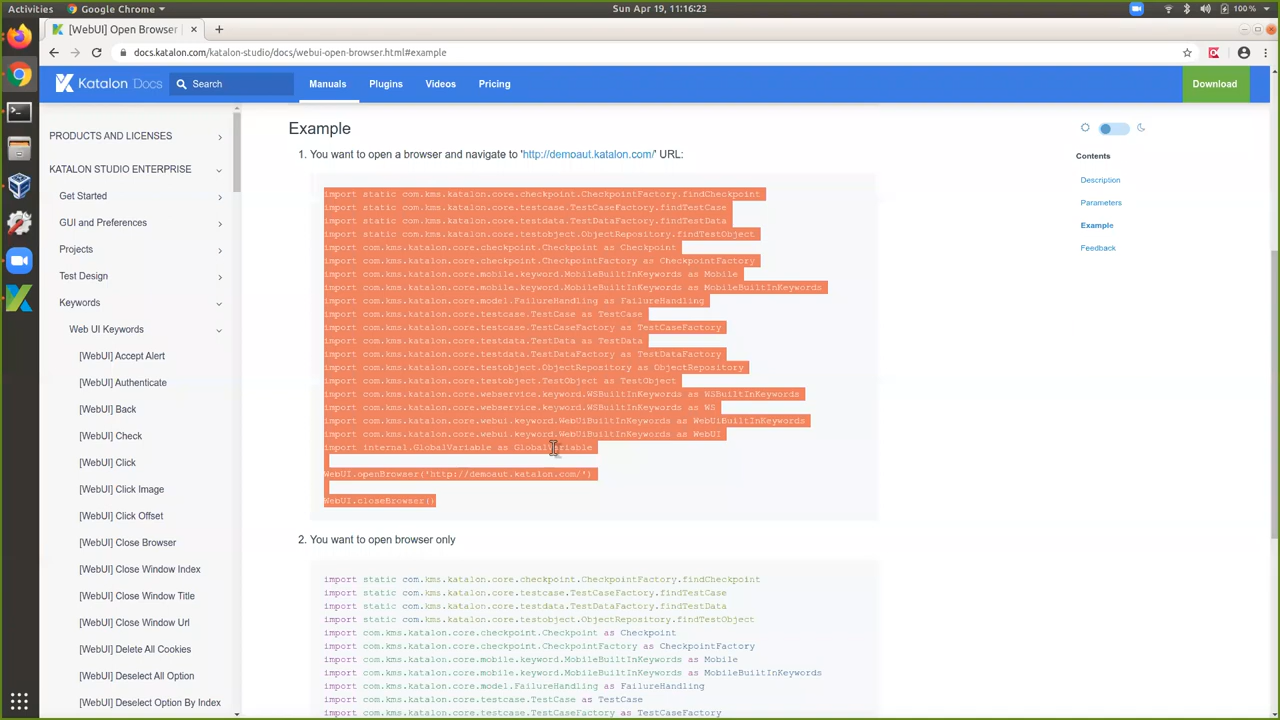 Activities Google Chrome Sun Apr 19, 11:16:23 100 %
[WebUI] Open Browser
docs.katalon.com/katalon-studio/docs/webui-open-browser.html#example
Katalon Docs Search Manuals Plugins Videos Pricing Download
PRODUCTS AND LICENSES
KATALON STUDIO ENTERPRISE
Get Started
GUI and Preferences
Projects
Test Design
Keywords
Web UI Keywords
[WebUI] Accept Alert
[WebUI] Authenticate
[WebUI] Back
[WebUI] Check
[WebUI] Click
[WebUI] Click Image
[WebUI] Click Offset
[WebUI] Close Browser
[WebUI] Close Window Index
[WebUI] Close Window Title
[WebUI] Close Window Url
[WebUI] Delete All Cookies
[WebUI] Deselect All Option
[WebUI] Deselect Option By Index
Example
1. You want to open a browser and navigate to 'http://demoaut.katalon.com/' URL:
import static com.kms.katalon.core.checkpoint.CheckpointFactory.findCheckpoint
import static com.kms.katalon.core.testcase.TestCaseFactory.findTestCase
import static com.kms.katalon.core.testdata.TestDataFactory.findTestData
import static com.kms.katalon.core.testobject.ObjectRepository.findTestObject
import com.kms.katalon.core.checkpoint.Checkpoint as Checkpoint
import com.kms.katalon.core.checkpoint.CheckpointFactory as CheckpointFactory
import com.kms.katalon.core.mobile.keyword.MobileBuiltInKeywords as Mobile
import com.kms.katalon.core.mobile.keyword.MobileBuiltInKeywords as MobileBuiltInKeywords
import com.kms.katalon.core.model.FailureHandling as FailureHandling
import com.kms.katalon.core.testcase.TestCase as TestCase
import com.kms.katalon.core.testcase.TestCaseFactory as TestCaseFactory
import com.kms.katalon.core.testdata.TestData as TestData
import com.kms.katalon.core.testdata.TestDataFactory as TestDataFactory
import com.kms.katalon.core.testobject.ObjectRepository as ObjectRepository
import com.kms.katalon.core.testobject.TestObject as TestObject
import com.kms.katalon.core.webservice.keyword.WSBuiltInKeywords as WSBuiltInKeywords
import com.kms.katalon.core.webservice.keyword.WSBuiltInKeywords as WS
import com.kms.katalon.core.webui.keyword.WebUiBuiltInKeywords as WebUiBuiltInKeywords
import com.kms.katalon.core.webui.keyword.WebUiBuiltInKeywords as WebUI
import internal.GlobalVariable as GlobalVariable
WebUI.openBrowser('http://demoaut.katalon.com/')
WebUI.closeBrowser()
2. You want to open browser only
import static com.kms.katalon.core.checkpoint.CheckpointFactory.findCheckpoint
import static com.kms.katalon.core.testcase.TestCaseFactory.findTestCase
import static com.kms.katalon.core.testdata.TestDataFactory.findTestData
import static com.kms.katalon.core.testobject.ObjectRepository.findTestObject
import com.kms.katalon.core.checkpoint.Checkpoint as Checkpoint
import com.kms.katalon.core.checkpoint.CheckpointFactory as CheckpointFactory
import com.kms.katalon.core.mobile.keyword.MobileBuiltInKeywords as Mobile
import com.kms.katalon.core.mobile.keyword.MobileBuiltInKeywords as MobileBuiltInKeywords
import com.kms.katalon.core.model.FailureHandling as FailureHandling
import com.kms.katalon.core.testcase.TestCase as TestCase
import com.kms.katalon.core.testcase.TestCaseFactory as TestCaseFactory
Contents
Description
Parameters
Example
Feedback